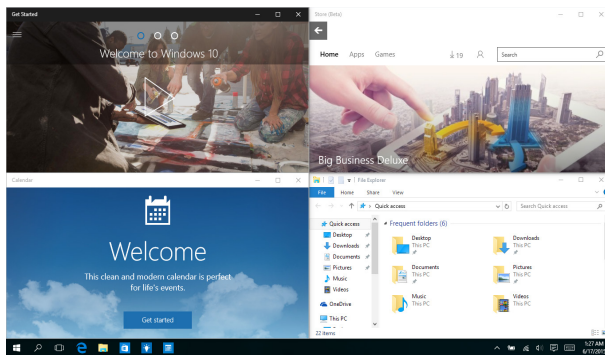 Get Started
Welcome to Windows 10
Store (Beta)
Home Apps Games
19
Search
Big Business Deluxe
Calendar
Welcome
This clean and modern calendar is perfect
for life's events.
Get started
File Explorer
File Home Share View
Quick access
Search Quick access
Quick access
Desktop
Downloads
Documents
Pictures
Music
Videos
OneDrive
This PC
22 items
Frequent folders (6)
Desktop
This PC
Downloads
This PC
Documents
This PC
Pictures
This PC
Music
This PC
Videos
This PC
1:27 AM